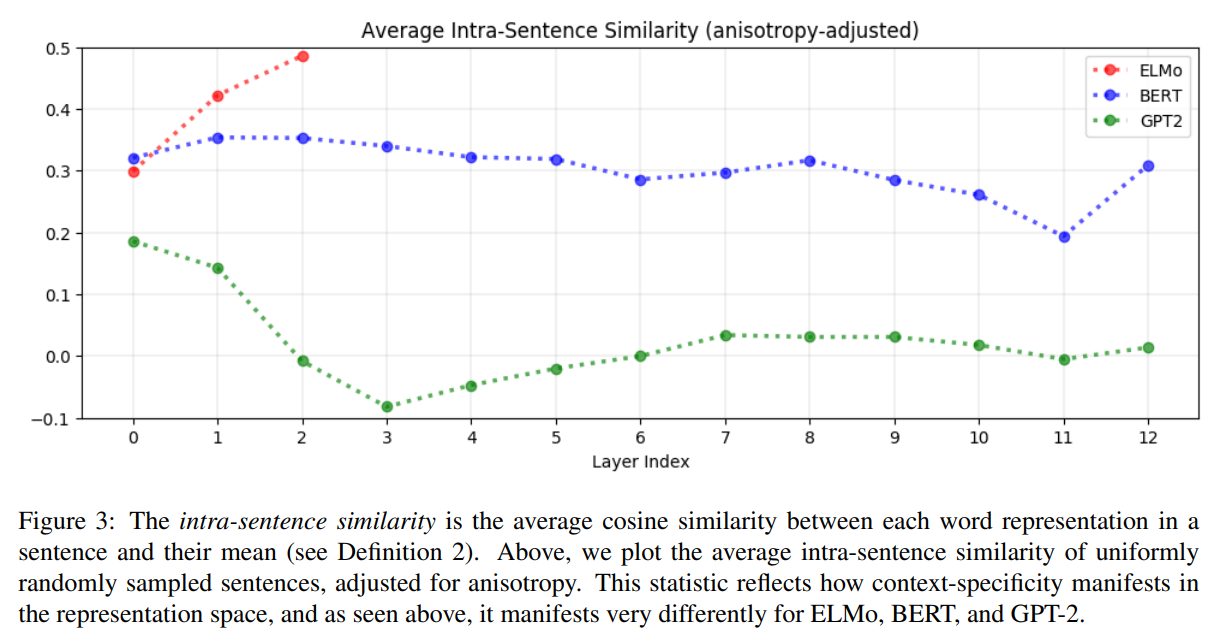 Average Intra-Sentence Similarity (anisotropy-adjusted)
0.5
0.4
0.3
0.2
0.1
0.0
−0.1
ELMo
BERT
GPT2
0 1 2 3 4 5 6 7 8 9 10 11 12
Layer Index
Figure 3: The intra-sentence similarity is the average cosine similarity between each word representation in a
sentence and their mean (see Definition 2). Above, we plot the average intra-sentence similarity of uniformly
randomly sampled sentences, adjusted for anisotropy. This statistic reflects how context-specificity manifests in
the representation space, and as seen above, it manifests very differently for ELMo, BERT, and GPT-2.